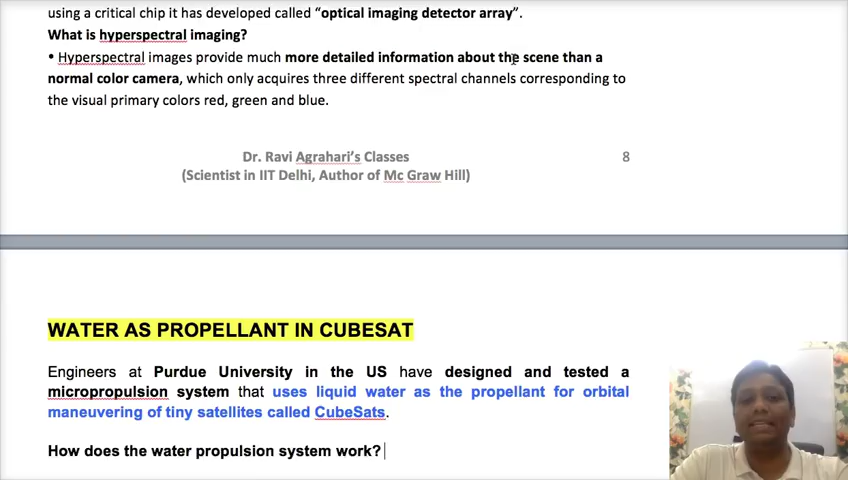 using a critical chip it has developed called “optical imaging detector array”.
What is hyperspectral imaging?
• Hyperspectral images provide much more detailed information about the scene than a
normal color camera, which only acquires three different spectral channels corresponding to
the visual primary colors red, green and blue.
Dr. Ravi Agrahari’s Classes 8
(Scientist in IIT Delhi, Author of Mc Graw Hill)
WATER AS PROPELLANT IN CUBESAT
Engineers at Purdue University in the US have designed and tested a
micropropulsion system that uses liquid water as the propellant for orbital
maneuvering of tiny satellites called CubeSats.
How does the water propulsion system work?